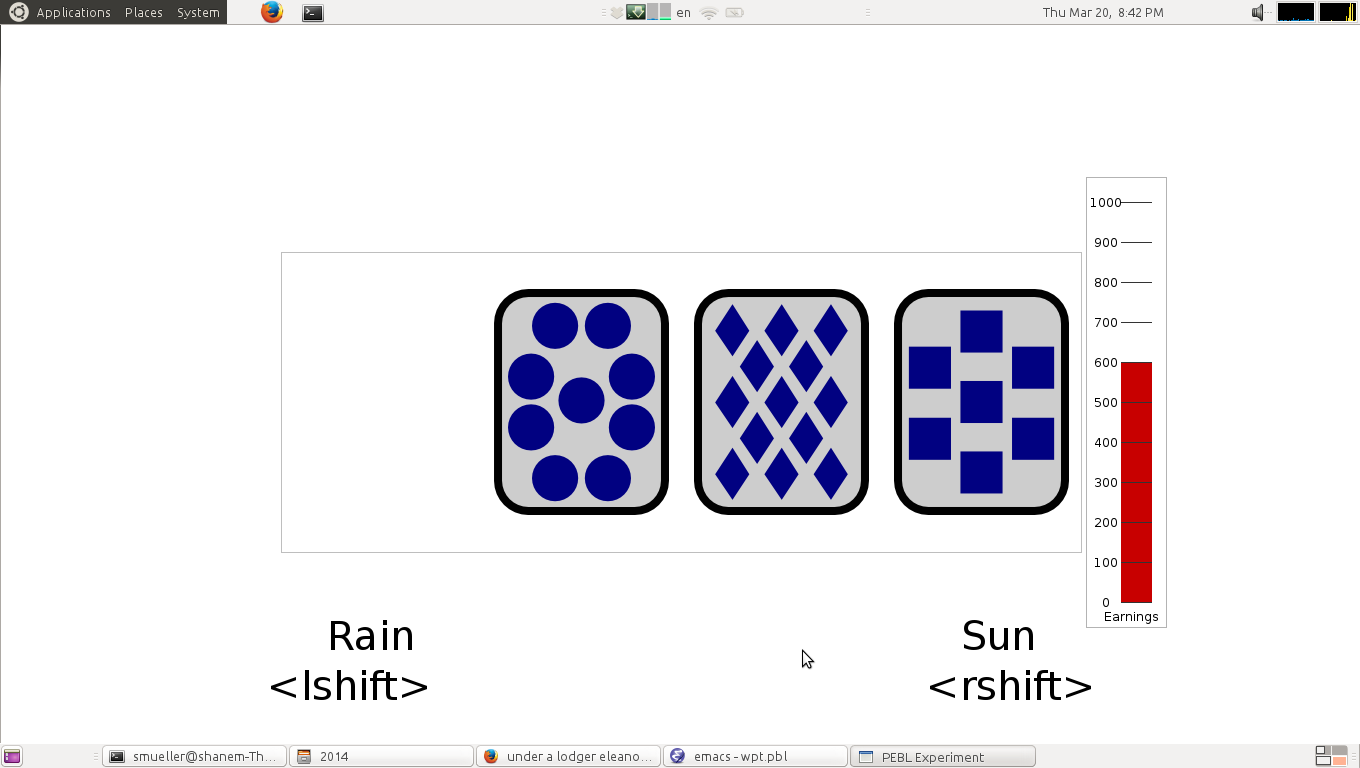 Applications Places System
en
Thu Mar 20, 8:42 PM
1000
900
800
700
600
500
400
300
200
100
0
Earnings
Rain
Sun
<lshift>
<rshift>
smueller@shanem-Th...
2014
under a lodger eleano...
emacs - wpt.pbl
PEBL Experiment